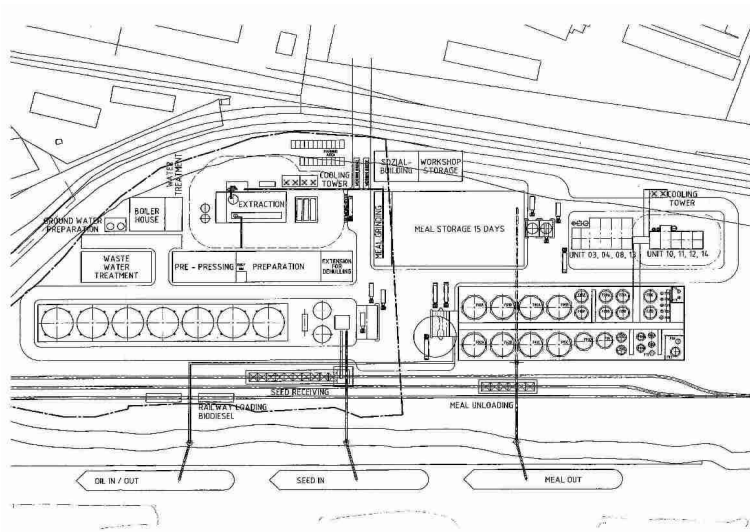 WATER
TREATMENT
COOLING
TOWER
SOZIAL-
BUILDING
WORKSHOP
STORAGE
EXTRACTION
BOILER
HOUSE
GROUND WATER
PREPARATION
MEAL GRINDING
MEAL STORAGE 15 DAYS
COOLING
TOWER
UNIT 03, 04, 08, 13
UNIT 10, 11, 12, 14
WASTE
WATER
TREATMENT
PRE - PRESSING
PREPARATION
EXTENSION
FOR
DEHULLING
SEED RECEIVING
RAILWAY LOADING
BIODIESEL
MEAL UNLOADING
OIL IN / OUT
SEED IN
MEAL OUT